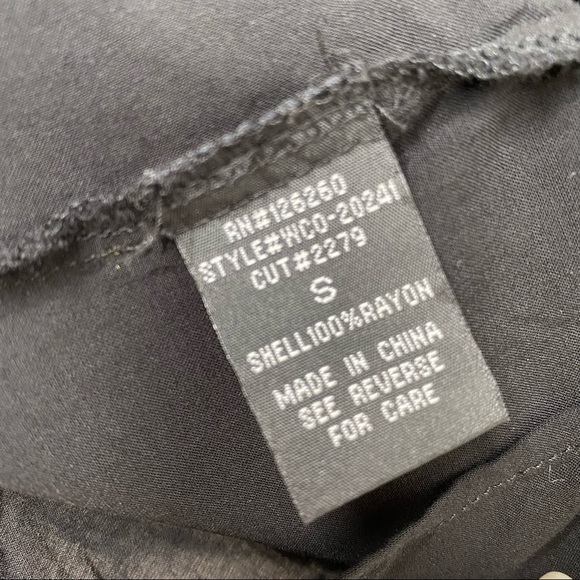 RN#126260
STYLE#WCO-20241
CUT#2279
S
SHELL100%RAYON
MADE IN CHINA
SEE REVERSE
FOR CARE